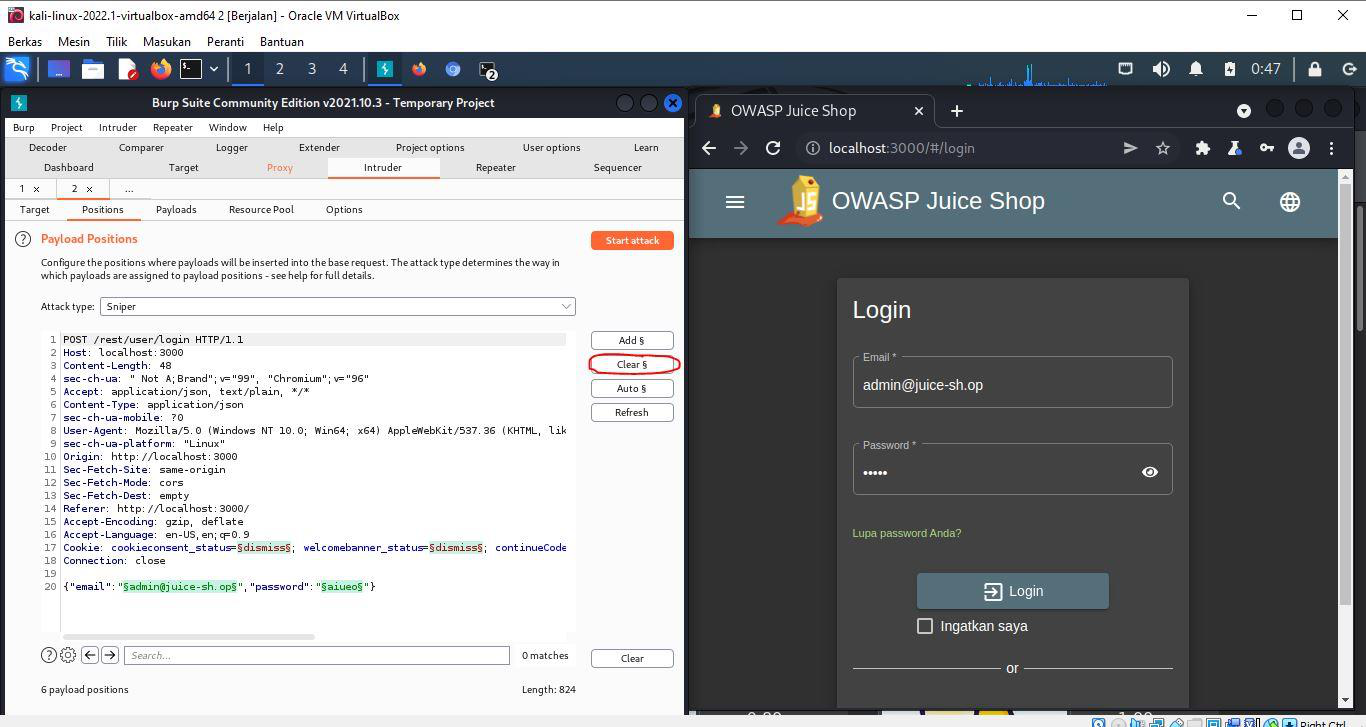 kali-linux-2022.1-virtualbox-amd64 2 [Berjalan] - Oracle VM VirtualBox
Berkas Mesin Tilik Masukan Peranti Bantuan
1 2 3 4 2 0:47
Burp Suite Community Edition v2021.10.3 - Temporary Project
Burp Project Intruder Repeater Window Help
Decoder Comparer Logger Extender Project options User options Learn
Dashboard Target Proxy Intruder Repeater Sequencer
1 × 2 × ...
Target Positions Payloads Resource Pool Options
? Payload Positions
Start attack
Configure the positions where payloads will be inserted into the base request. The attack type determines the way in
which payloads are assigned to payload positions - see help for full details.
Attack type: Sniper
1 POST /rest/user/login HTTP/1.1
2 Host: localhost:3000
3 Content-Length: 48
4 sec-ch-ua: " Not A;Brand";v="99", "Chromium";v="96"
5 Accept: application/json, text/plain, */*
6 Content-Type: application/json
7 sec-ch-ua-mobile: ?0
8 User-Agent: Mozilla/5.0 (Windows NT 10.0; Win64; x64) AppleWebKit/537.36 (KHTML, lik
9 sec-ch-ua-platform: "Linux"
10 Origin: http://localhost:3000
11 Sec-Fetch-Site: same-origin
12 Sec-Fetch-Mode: cors
13 Sec-Fetch-Dest: empty
14 Referer: http://localhost:3000/
15 Accept-Encoding: gzip, deflate
16 Accept-Language: en-US,en;q=0.9
17 Cookie: cookieconsent_status=§dismiss§; welcomebanner_status=§dismiss§; continueCode
18 Connection: close
19
20 {"email":"§admin@juice-sh.op§","password":"§aiueo§"}
Add §
Clear §
Auto §
Refresh
? Search... 0 matches Clear
6 payload positions Length: 824
OWASP Juice Shop
localhost:3000/#/login
JS OWASP Juice Shop
Login
Email *
admin@juice-sh.op
Password *
•••••
Lupa password Anda?
Login
Ingatkan saya
or
Right Ctrl